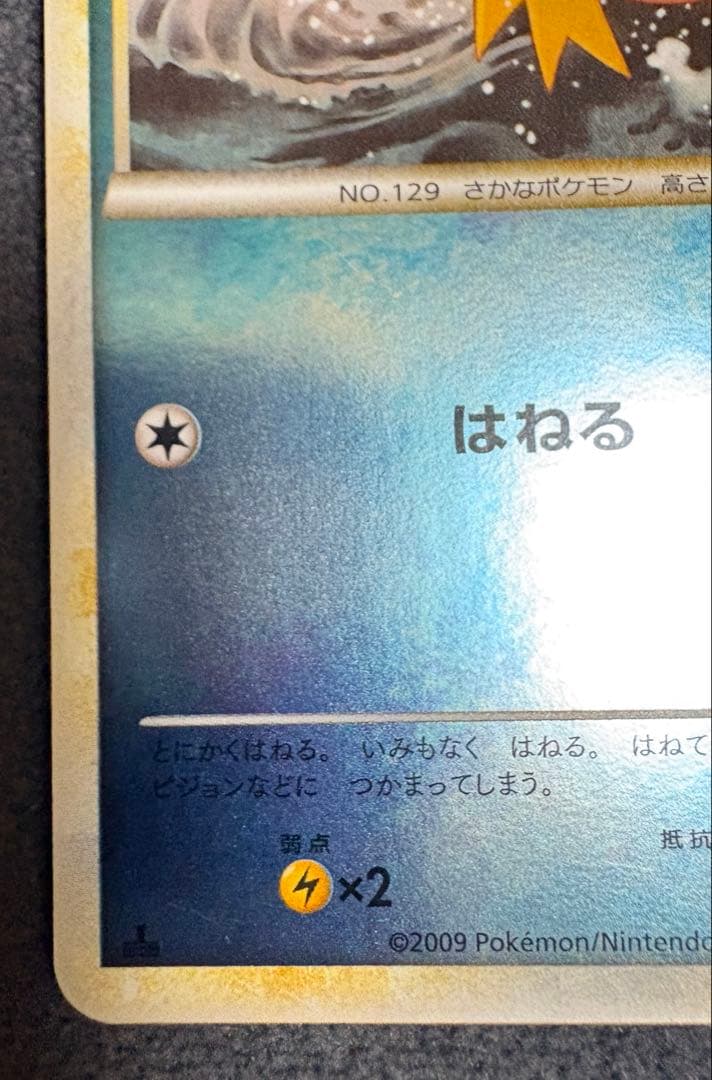 NO.129 さかなポケモン 高さ
はねる
とにかくはねる。 いみもなく はねる。 はねて
ピジョンなどに つかまってしまう。
弱点 抵抗
×2
©2009 Pokémon/Nintendo